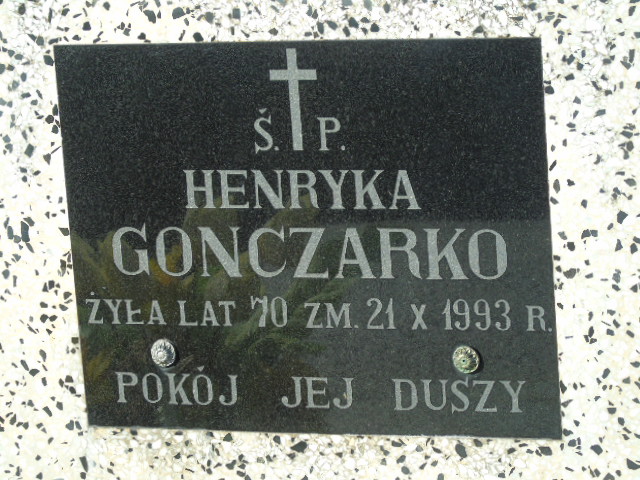 Ś. P.
HENRYKA
GONCZARKO
ŻYŁA LAT 70 ZM. 21 X 1993 R.
POKÓJ JEJ DUSZY